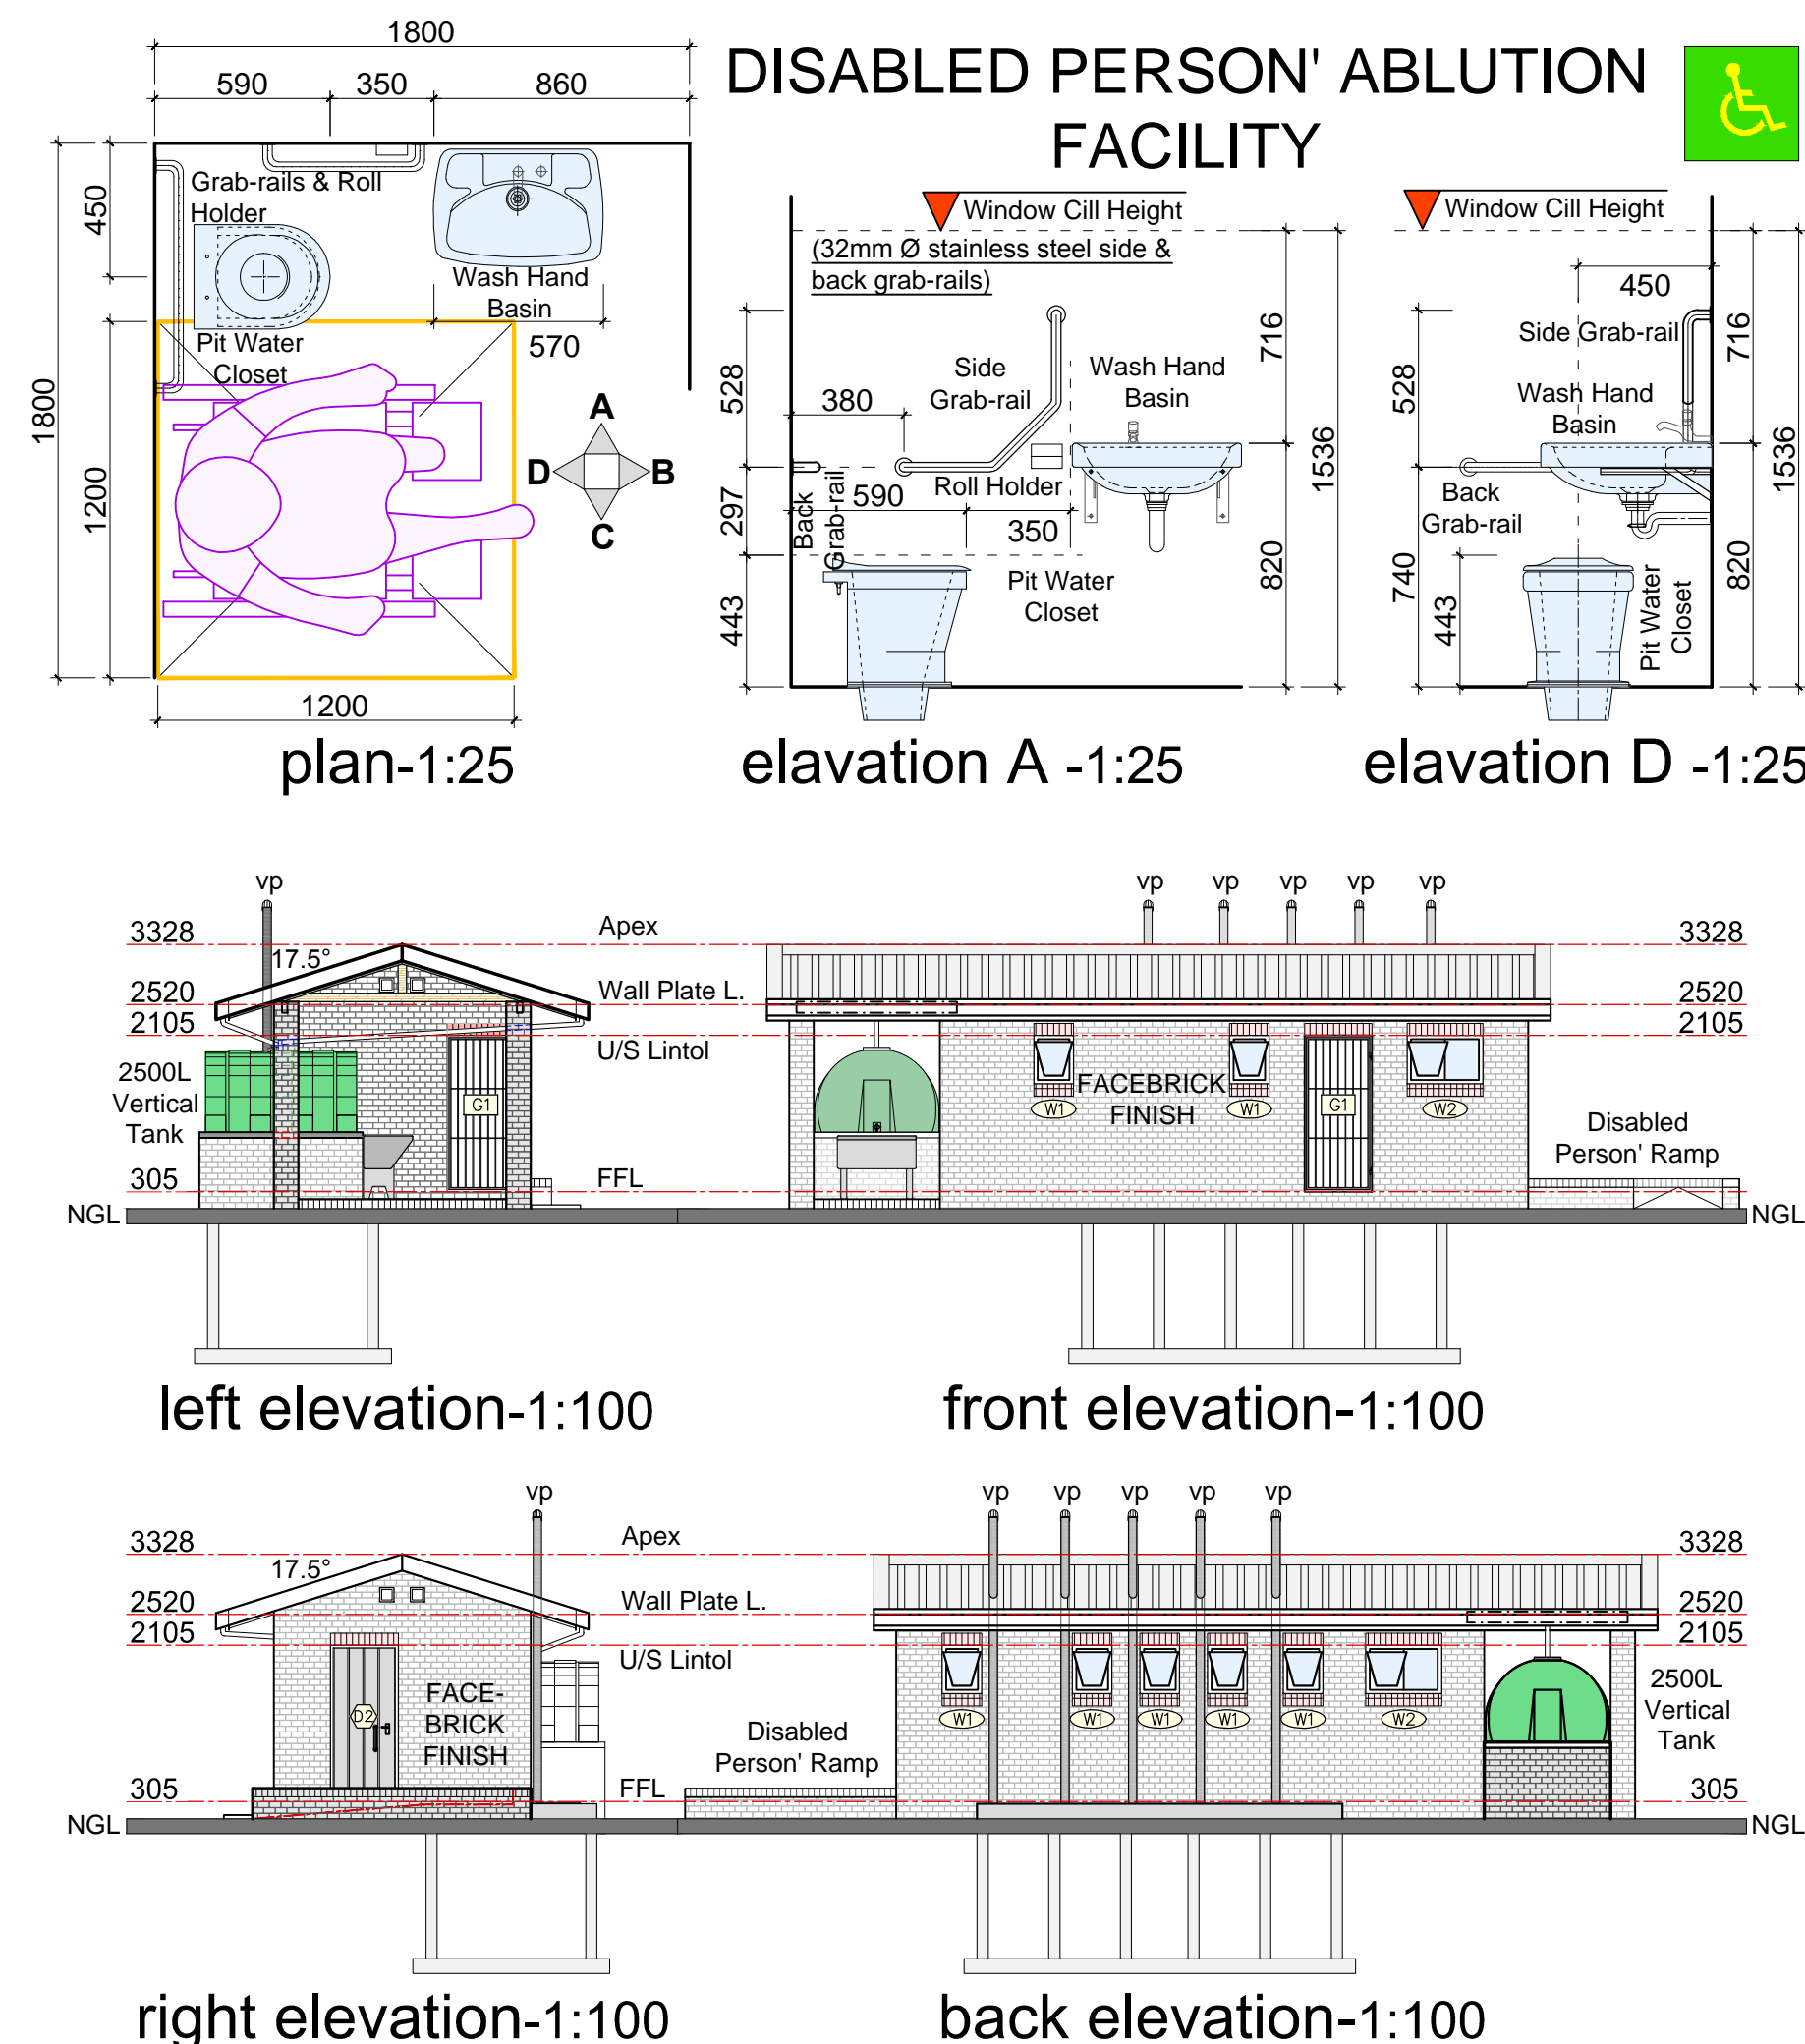 DISABLED PERSON' ABLUTION
FACILITY
1800
590
350
860
1800
450
1200
Grab-rails & Roll
Holder
Wash Hand
Basin
570
Pit Water
Closet
A
B
C
D
1200
plan-1:25
Window Cill Height
(32mm Ø stainless steel side &
back grab-rails)
528
297
443
380
Side
Grab-rail
Wash Hand
Basin
716
1536
820
Back
Grab-rail
590
Roll Holder
350
Pit Water
Closet
elavation A -1:25
Window Cill Height
450
Side Grab-rail
528
716
Wash Hand
Basin
1536
Back
Grab-rail
740
443
820
Pit Water
Closet
elavation D -1:25
vp
3328
17.5°
Apex
2520
Wall Plate L.
2105
U/S Lintol
2500L
Vertical
Tank
G1
305
FFL
NGL
left elevation-1:100
vp
vp
vp
vp
vp
3328
2520
2105
FACEBRICK
FINISH
W1
W1
G1
W2
Disabled
Person' Ramp
NGL
front elevation-1:100
vp
3328
17.5°
Apex
2520
Wall Plate L.
2105
U/S Lintol
D2
FACE-
BRICK
FINISH
305
FFL
NGL
right elevation-1:100
vp
vp
vp
vp
vp
3328
2520
2105
W1
W1
W1
W1
W1
W2
2500L
Vertical
Tank
Disabled
Person' Ramp
305
NGL
back elevation-1:100